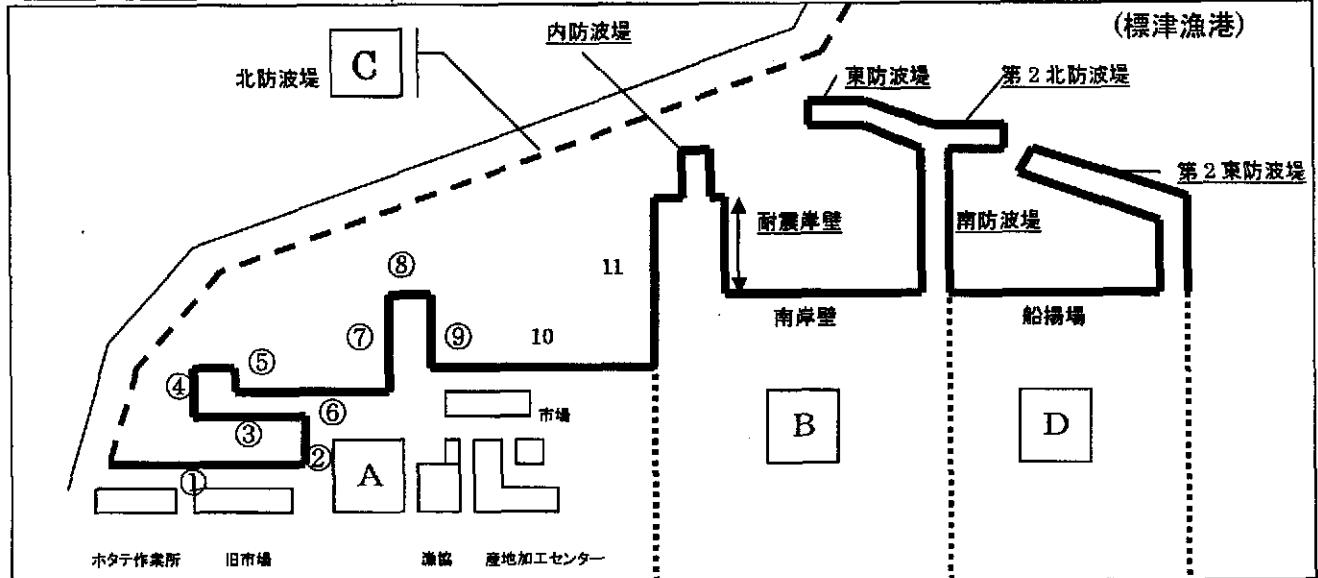 (標津漁港)
内防波堤
北防波堤
C
東防波堤
第2北防波堤
第2東防波堤
耐震岸壁
南防波堤
⑧
11
南岸壁
船揚場
⑦
⑨
10
⑤
④
⑥
市場
③
②
A
B
D
①
ホタテ作業所
旧市場
漁協
産地加工センター